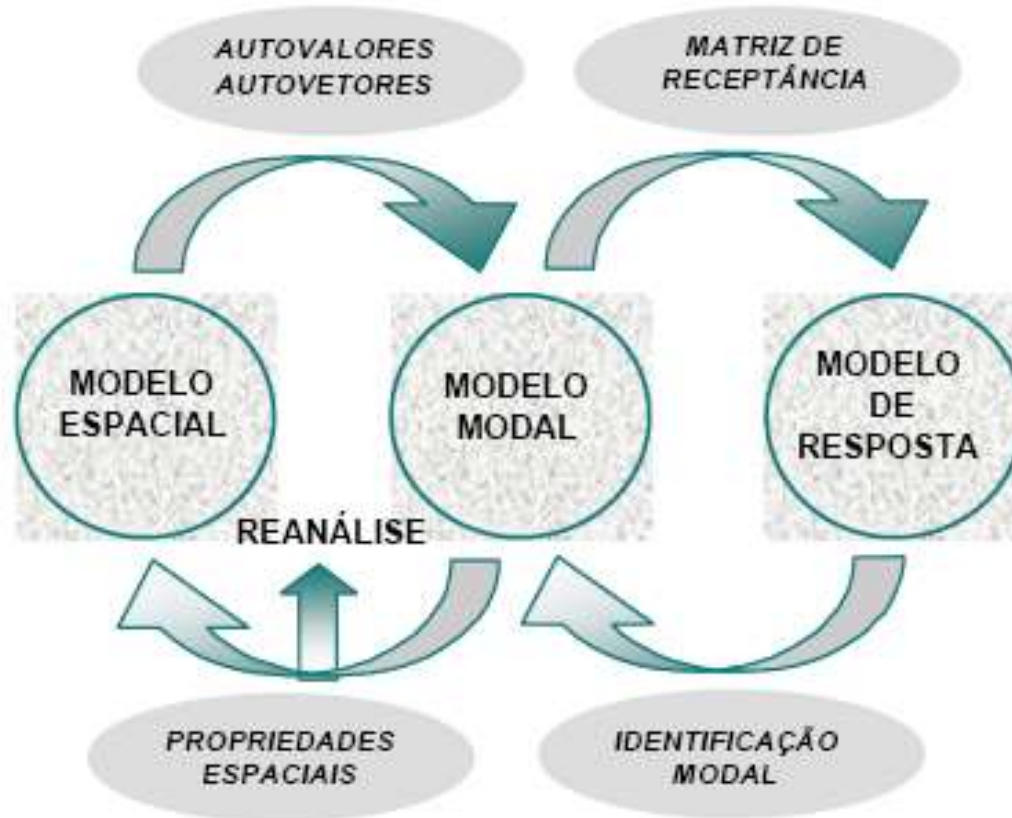 AUTOVALORES
AUTOVETORES
MATRIZ DE
RECEPTÂNCIA
MODELO
ESPACIAL
MODELO
MODAL
MODELO
DE
RESPOSTA
REANÁLISE
PROPRIEDADES
ESPACIAIS
IDENTIFICAÇÃO
MODAL